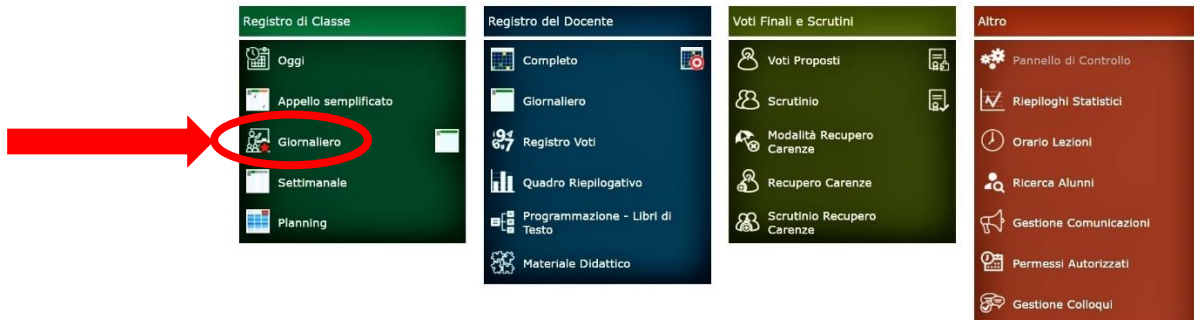 Registro di Classe
Oggi
Appello semplificato
Giornaliero
Settimanale
Planning
Registro del Docente
Completo
Giornaliero
Registro Voti
Quadro Riepilogativo
Programmazione - Libri di
Testo
Materiale Didattico
Voti Finali e Scrutini
Voti Proposti
Scrutinio
Modalità Recupero
Carenze
Recupero Carenze
Scrutinio Recupero
Carenze
Altro
Pannello di Controllo
Riepiloghi Statistici
Orario Lezioni
Ricerca Alunni
Gestione Comunicazioni
Permessi Autorizzati
Gestione Colloqui